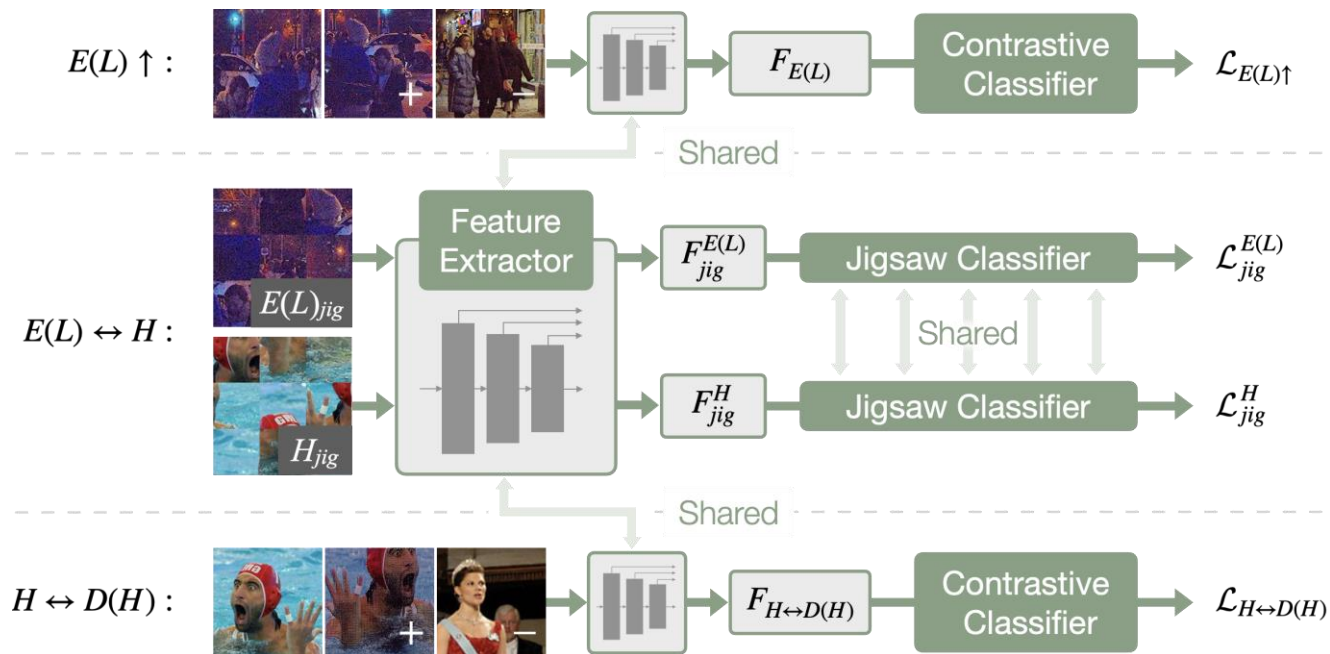 E(L) ↑ :
+
−
F_{E(L)}
Contrastive
Classifier
ℒ_{E(L)↑}
Shared
E(L) ↔ H :
E(L)_{jig}
H_{jig}
Feature
Extractor
F_{jig}^{E(L)}
Jigsaw Classifier
ℒ_{jig}^{E(L)}
Shared
F_{jig}^{H}
Jigsaw Classifier
ℒ_{jig}^{H}
Shared
H ↔ D(H) :
+
−
F_{H↔D(H)}
Contrastive
Classifier
ℒ_{H↔D(H)}